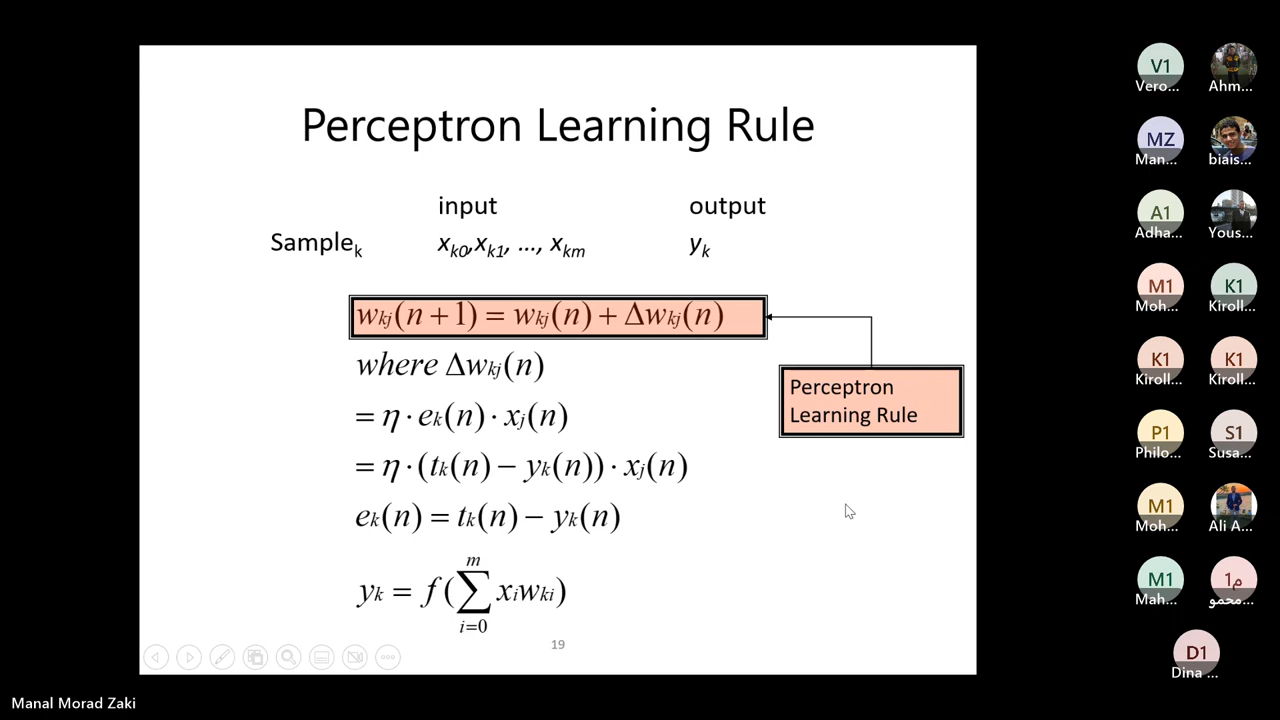 Perceptron Learning Rule
input output
Sampleₖ xₖ₀,xₖ₁, ..., xₖₘ yₖ
wₖⱼ(n + 1) = wₖⱼ(n) + Δwₖⱼ(n)
where Δwₖⱼ(n)
= η · eₖ(n) · xⱼ(n)
= η · (tₖ(n) − yₖ(n)) · xⱼ(n)
eₖ(n) = tₖ(n) − yₖ(n)
m
yₖ = f(∑ xᵢwₖᵢ)
i=0
Perceptron
Learning Rule
19
V1
Vero...
Ahm...
MZ
Man...
biais...
A1
Adha...
Yous...
M1
Moh...
K1
Kiroll...
K1
Kiroll...
K1
Kiroll...
P1
Philo...
S1
Susa...
M1
Moh...
Ali A...
M1
Mah...
م1
محمو...
D1
Dina ...
Manal Morad Zaki